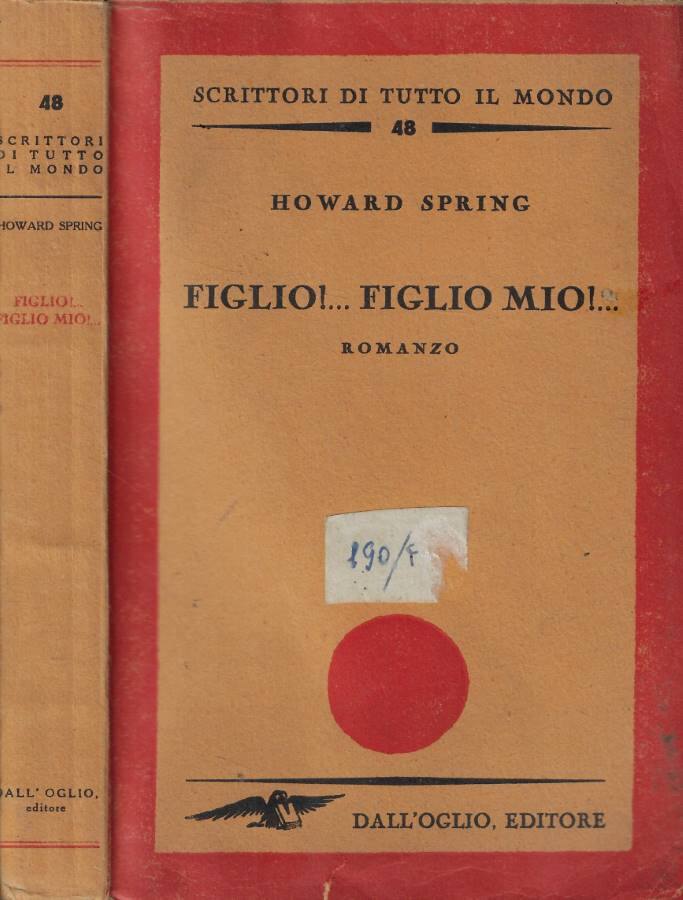 48
SCRITTORI
DI TUTTO
IL MONDO
HOWARD SPRING
FIGLIO!...
FIGLIO MIO!...
DALL' OGLIO,
editore
SCRITTORI DI TUTTO IL MONDO
48
HOWARD SPRING
FIGLIO!... FIGLIO MIO!...
ROMANZO
190/F
DALL'OGLIO, EDITORE